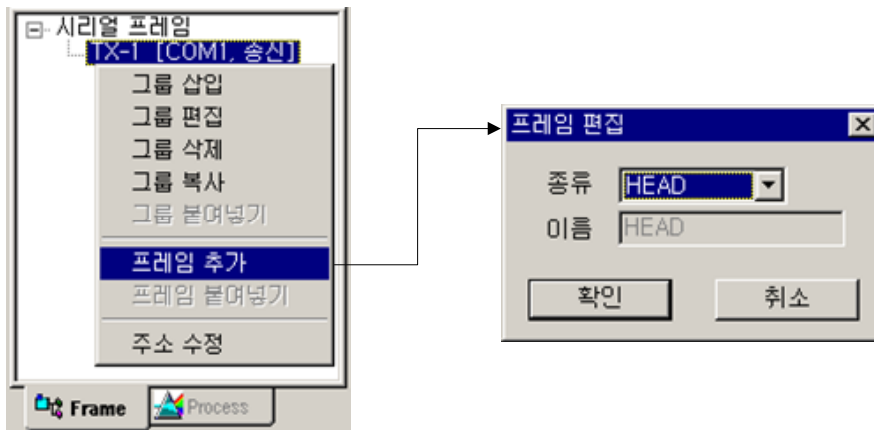 시리얼 프레임
TX-1 [COM1, 송신]
그룹 삽입
그룹 편집
그룹 삭제
그룹 복사
그룹 붙여넣기
프레임 추가
프레임 붙여넣기
주소 수정
Frame
Process
프레임 편집
종류 HEAD
이름 HEAD
확인 취소